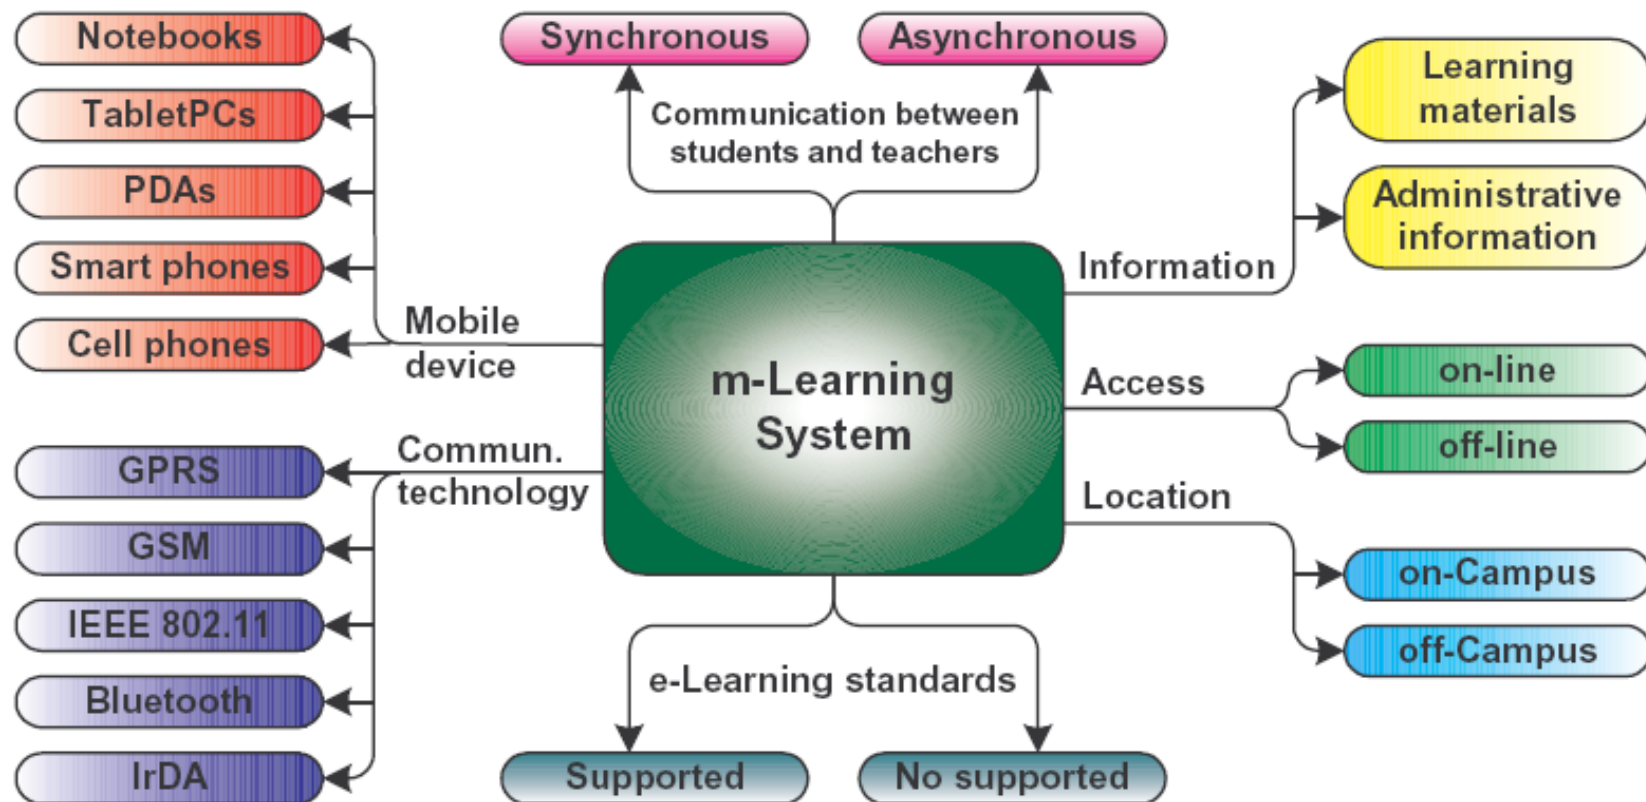 Notebooks
TabletPCs
PDAs
Smart phones
Cell phones
Mobile
device
Synchronous
Asynchronous
Communication between
students and teachers
Learning
materials
Administrative
information
Information
m-Learning
System
Access
on-line
off-line
Location
on-Campus
off-Campus
Commun.
technology
GPRS
GSM
IEEE 802.11
Bluetooth
IrDA
e-Learning standards
Supported
No supported